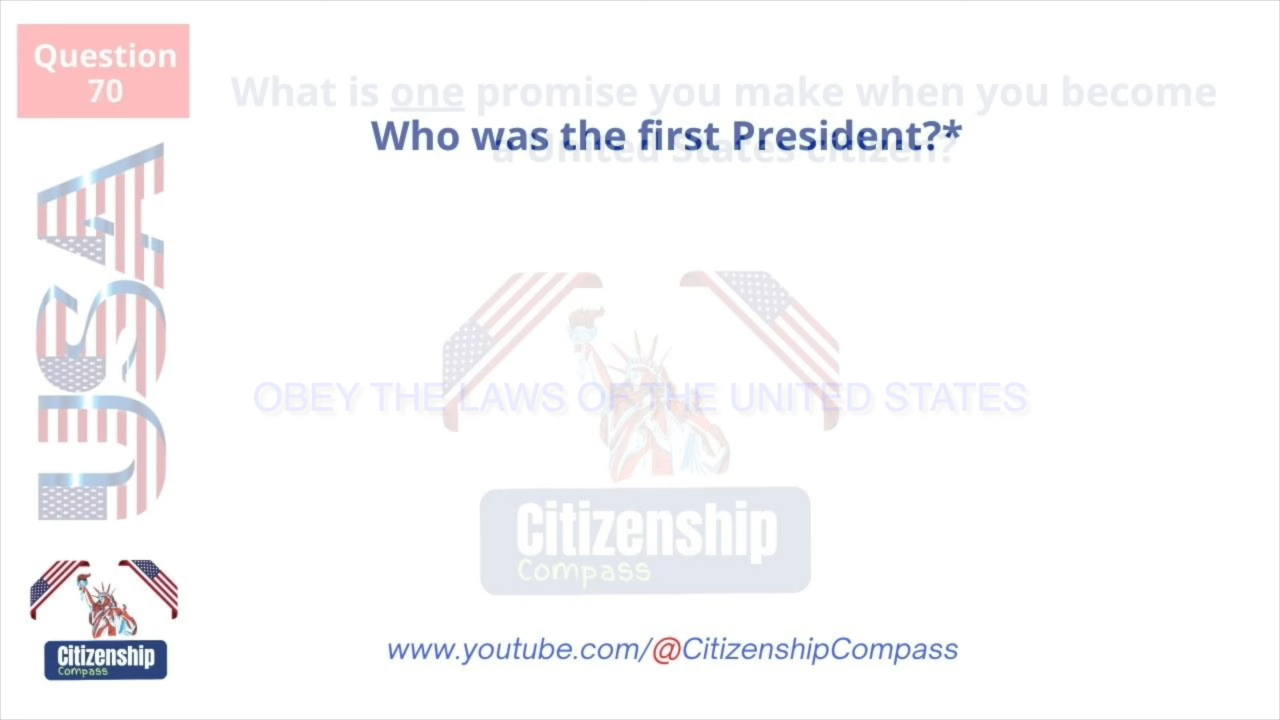 Question
70
What is one promise you make when you become
Who was the first President?*
a United States citizen?
OBEY THE LAWS OF THE UNITED STATES
Citizenship
Compass
Citizenship
Compass
www.youtube.com/@CitizenshipCompass
USA